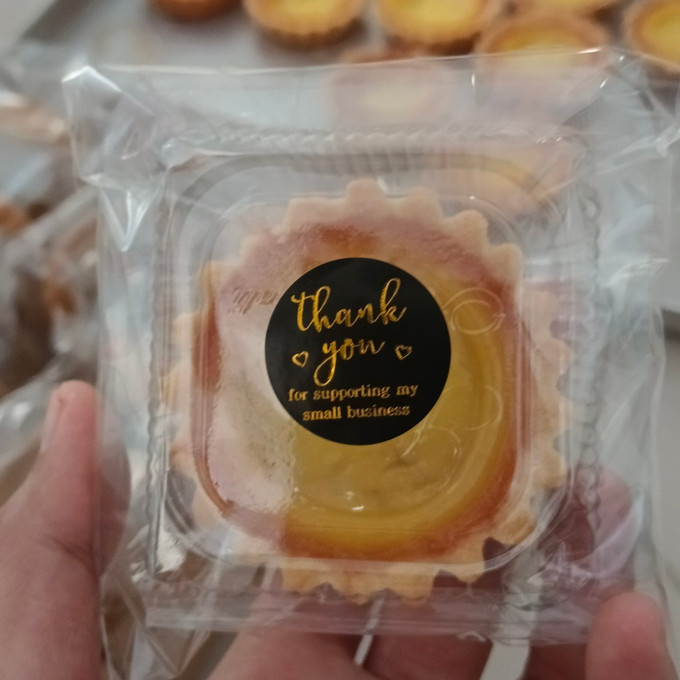 thank
you
for supporting my
small business